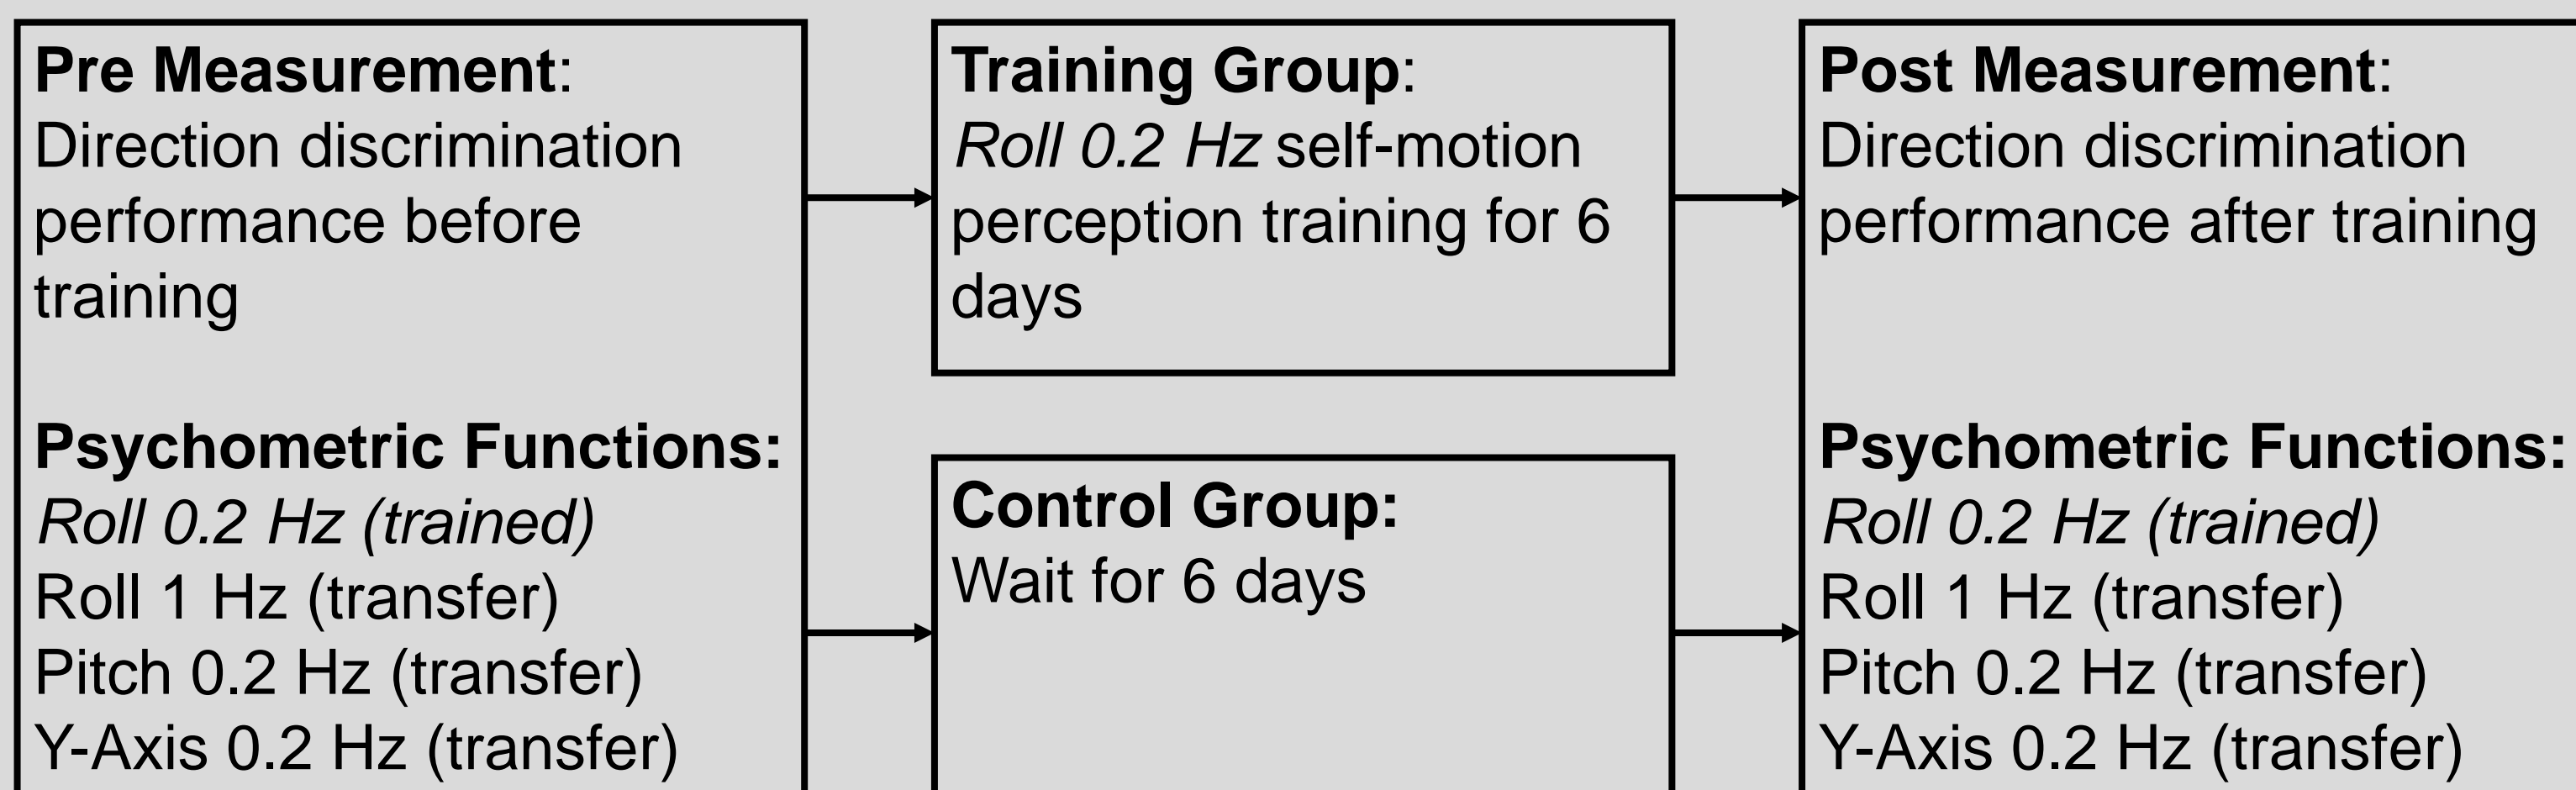 Pre Measurement:
Direction discrimination
performance before
training
Psychometric Functions:
Roll 0.2 Hz (trained)
Roll 1 Hz (transfer)
Pitch 0.2 Hz (transfer)
Y-Axis 0.2 Hz (transfer)
Training Group:
Roll 0.2 Hz self-motion
perception training for 6
days
Control Group:
Wait for 6 days
Post Measurement:
Direction discrimination
performance after training
Psychometric Functions:
Roll 0.2 Hz (trained)
Roll 1 Hz (transfer)
Pitch 0.2 Hz (transfer)
Y-Axis 0.2 Hz (transfer)